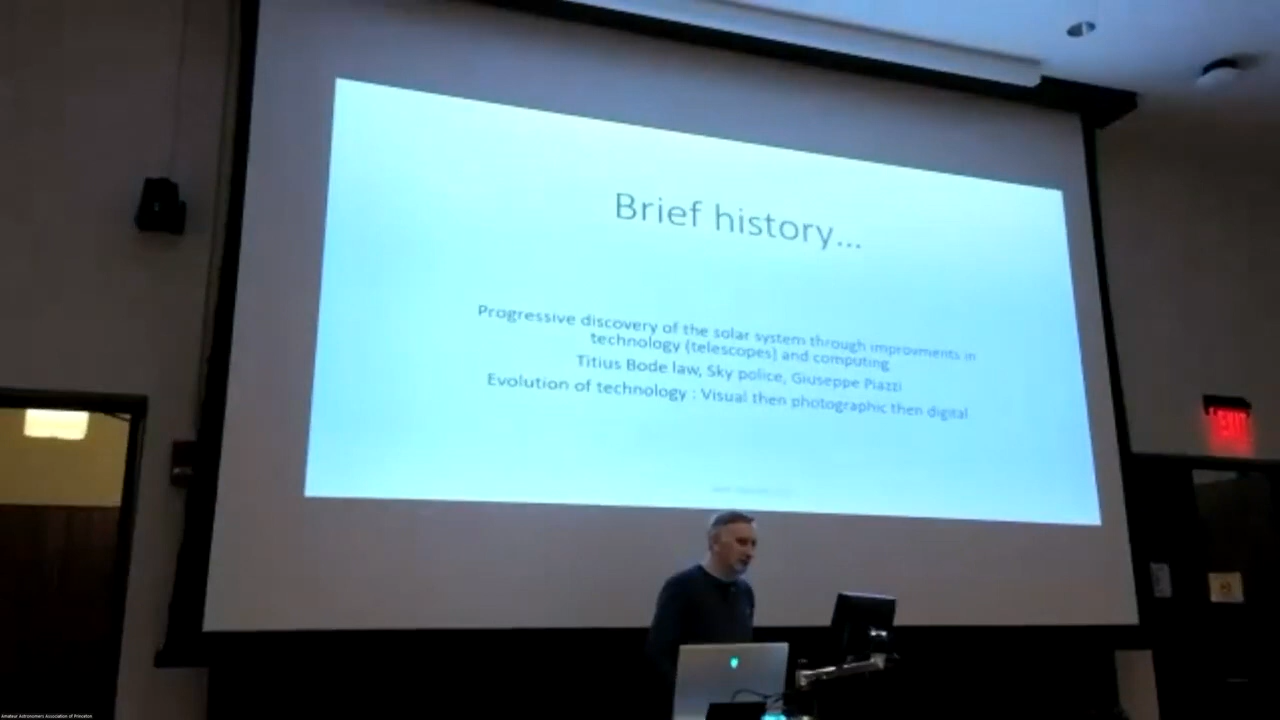 Brief history...
Progressive discovery of the solar system through improvments in
technology (telescopes) and computing
Titius Bode law, Sky police, Giuseppe Piazzi
Evolution of technology : Visual then photographic then digital
EXIT
Amateur Astronomers Association of Princeton